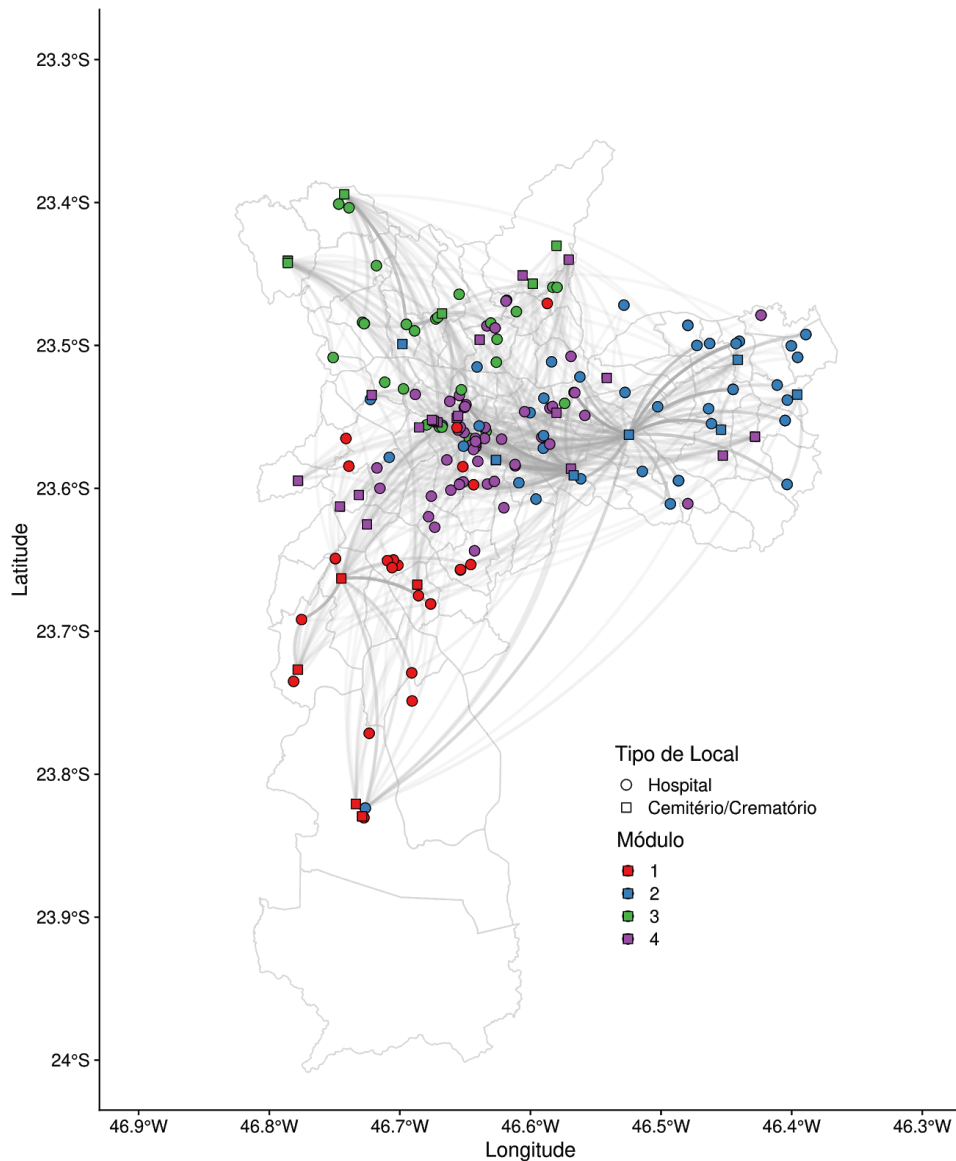 23.3°S
23.4°S
23.5°S
23.6°S
23.7°S
23.8°S
23.9°S
24°S
Latitude
46.9°W
46.8°W
46.7°W
46.6°W
46.5°W
46.4°W
46.3°W
Longitude
Tipo de Local
Hospital
Cemitério/Crematório
Módulo
1
2
3
4